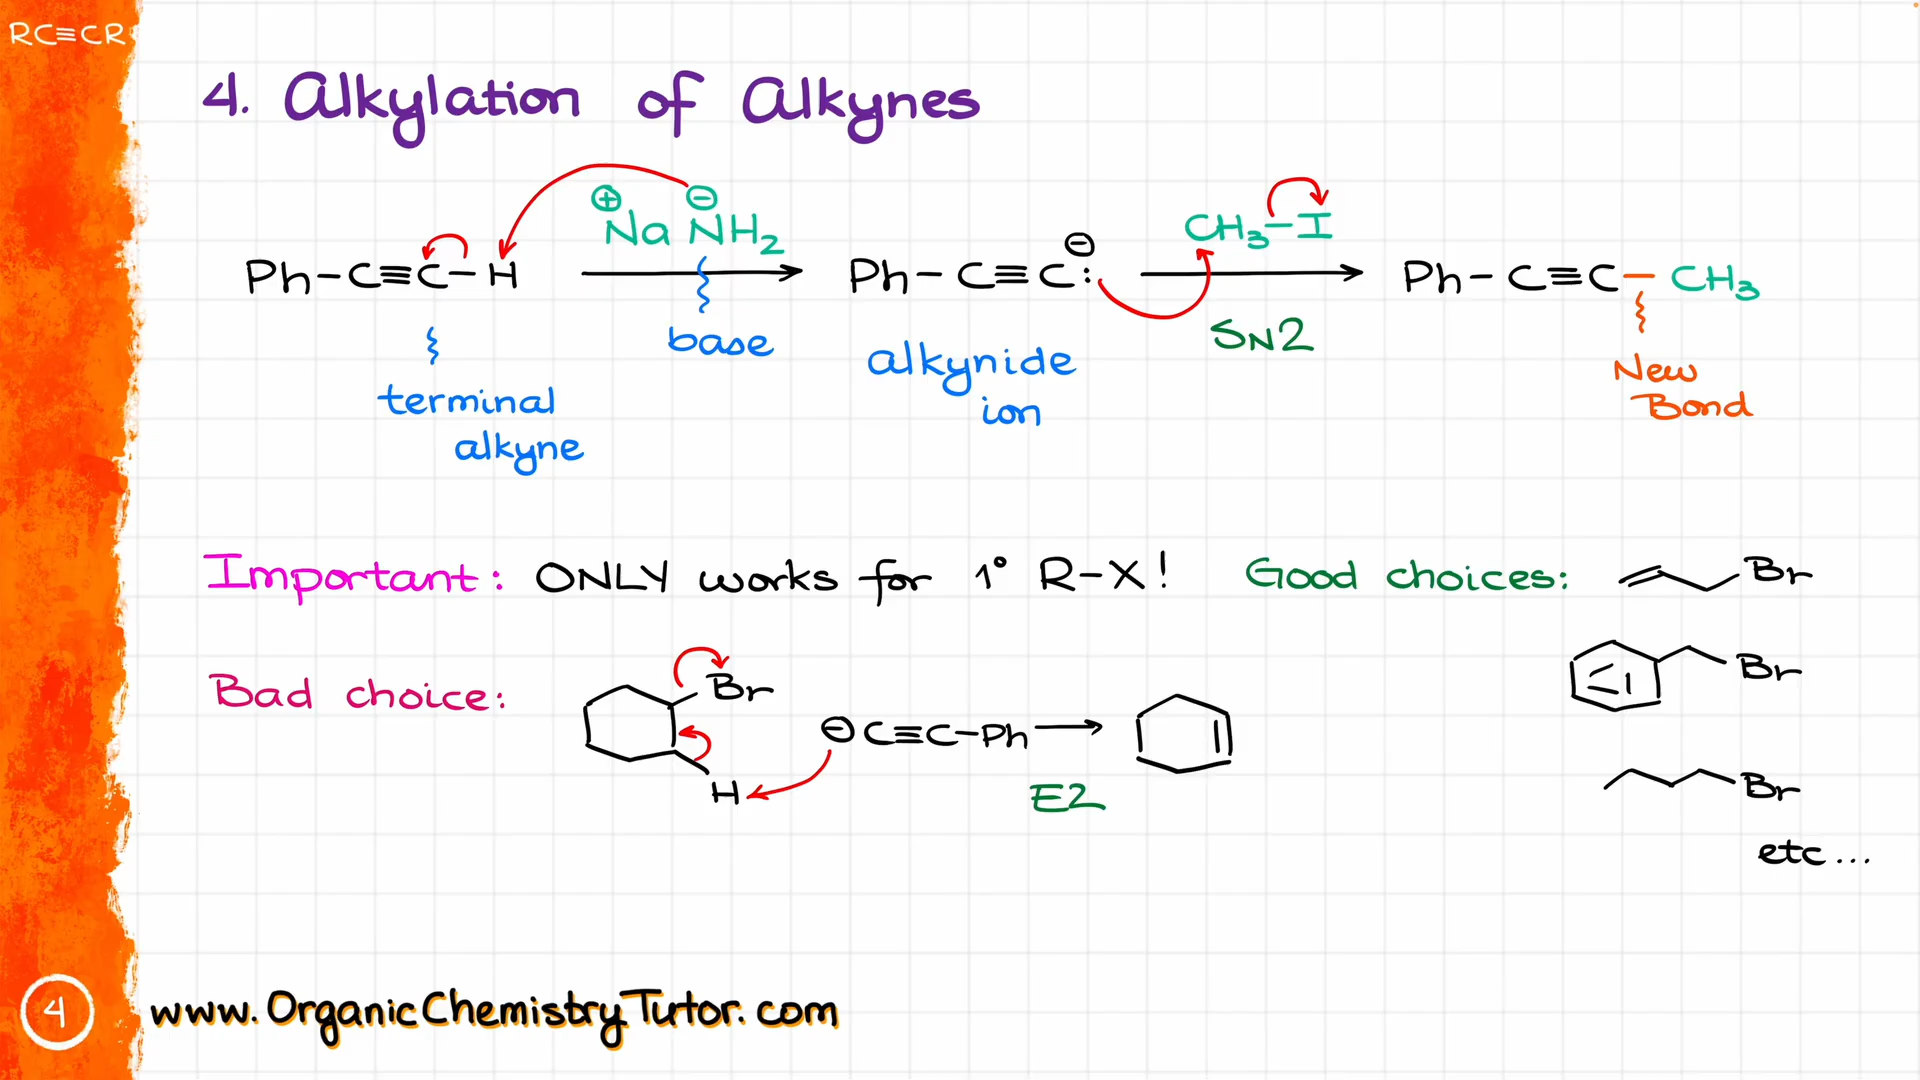 RC≡CR
4. Alkylation of Alkynes
⊕ ⊖
Na NH₂
CH₃–I
Ph–C≡C–H
Ph–C≡C:⊖
Ph–C≡C–CH₃
base
SN2
terminal
alkyne
alkynide
ion
New
Bond
Important: ONLY works for 1° R–X!
Good choices:
Br
Br
Br
etc...
Bad choice:
Br
H
⊖C≡C–Ph
E2
4
www.OrganicChemistryTutor.com